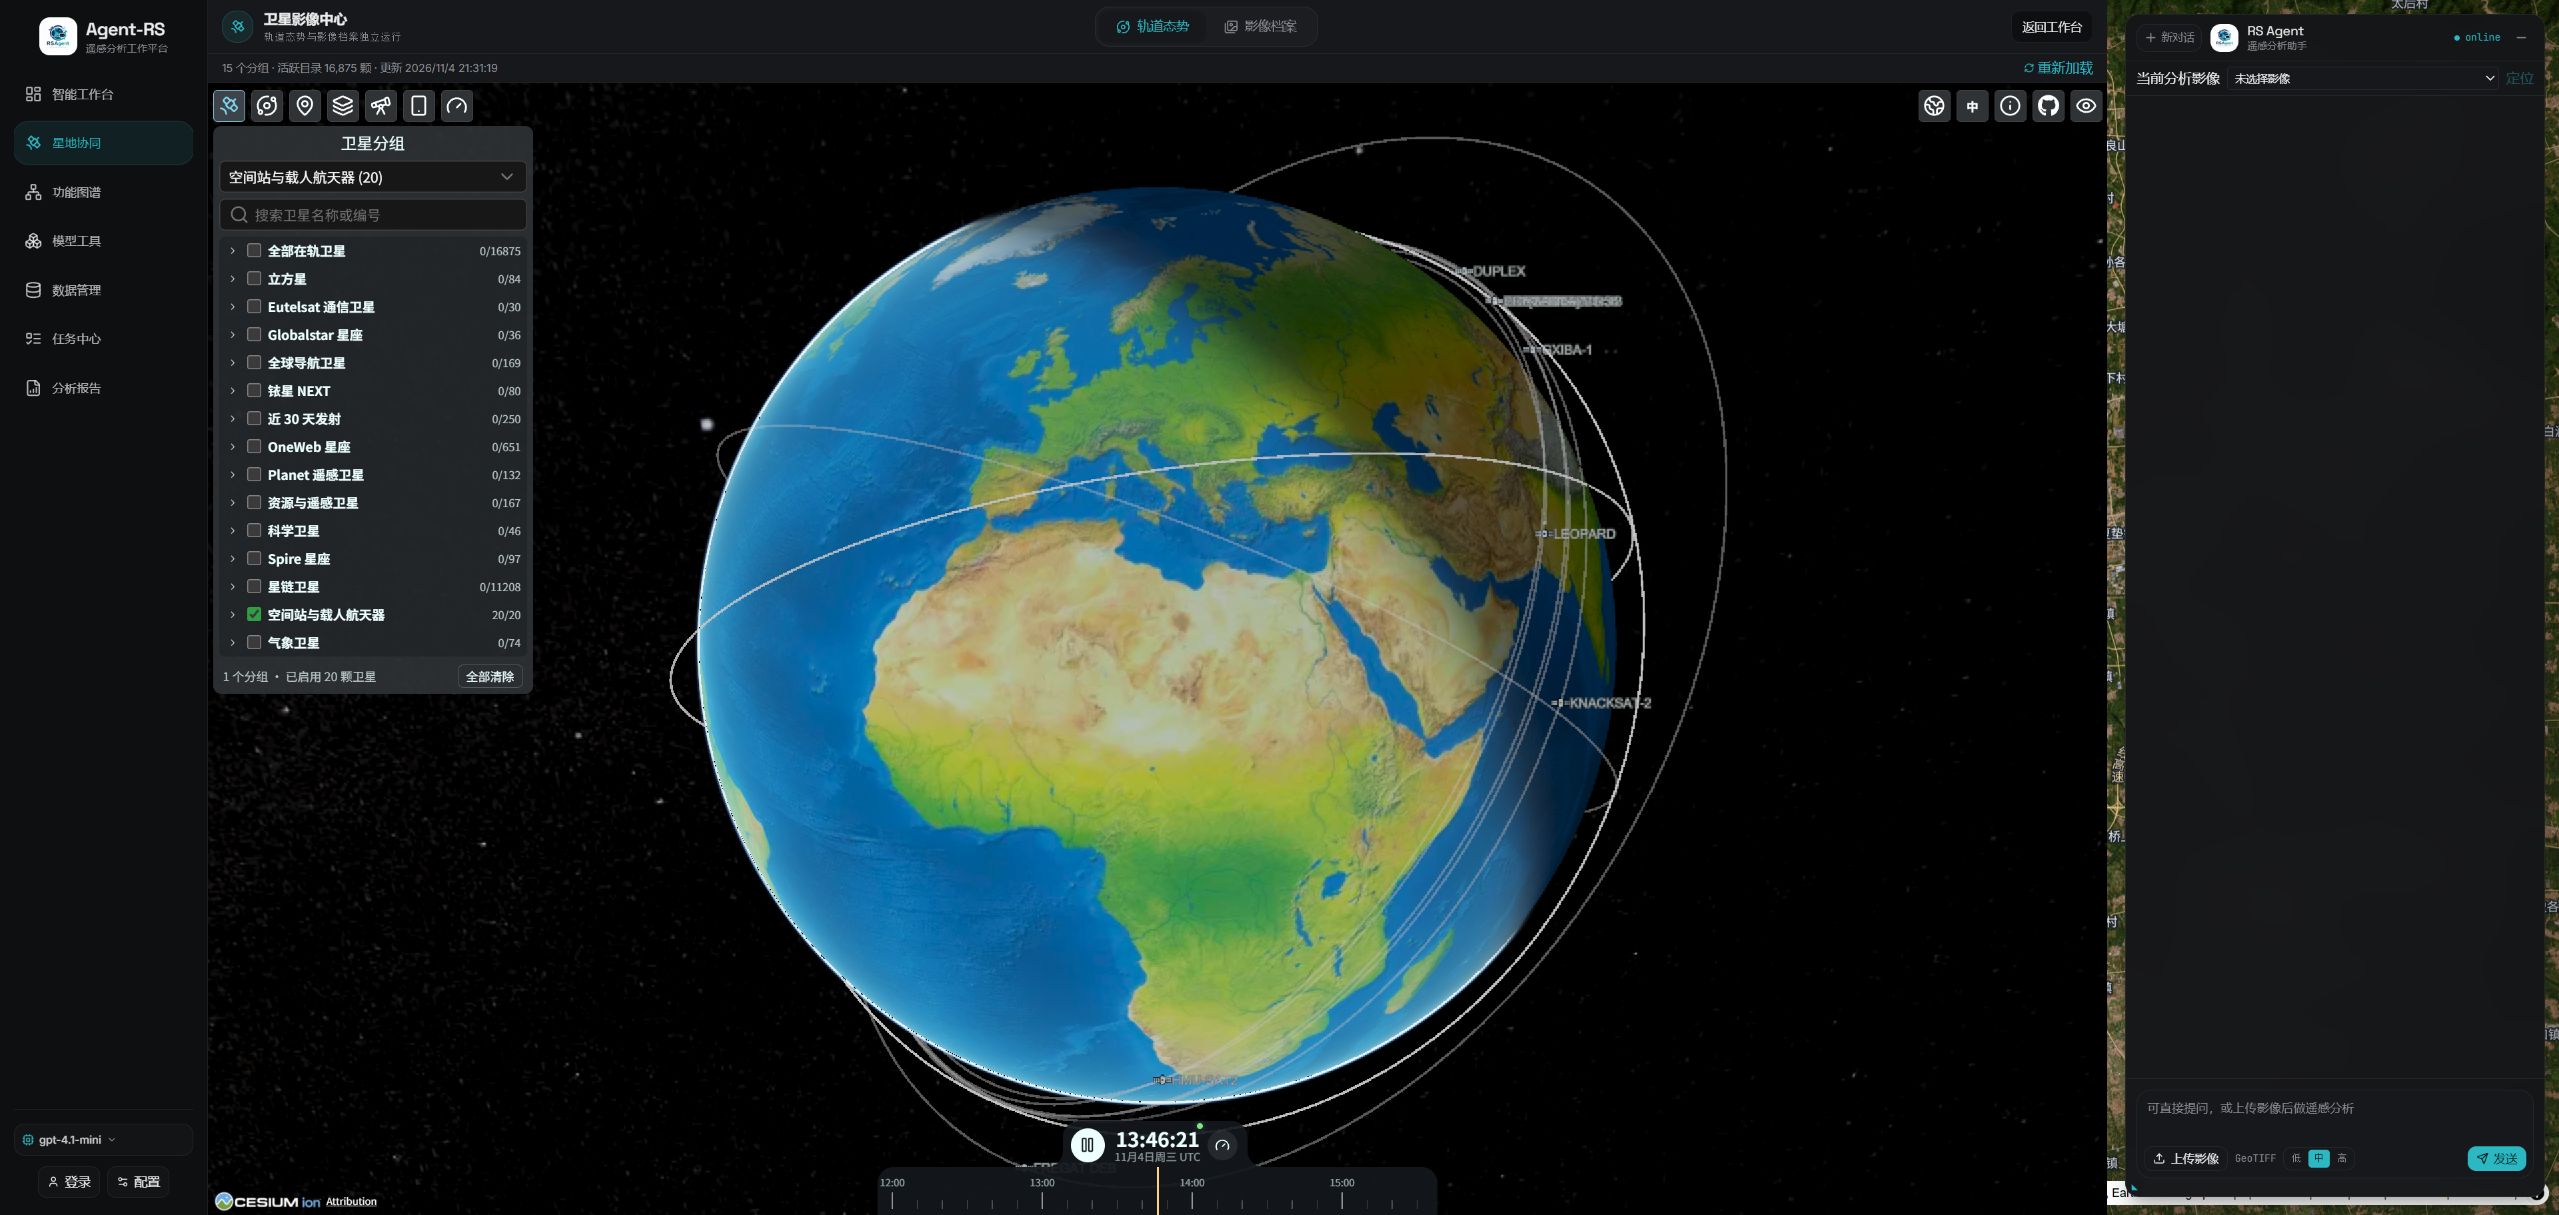 Agent-RS
遥感分析工作平台
智能工作台
星地协同
功能图谱
模型工具
数据管理
任务中心
分析报告
gpt-4.1-mini
登录
配置
卫星影像中心
轨道态势与影像档案独立运行
轨道态势
影像档案
返回工作台
15 个分组 · 活跃目录 16,875 颗 · 更新 2026/11/4 21:31:19
重新加载
中
卫星分组
空间站与载人航天器 (20)
搜索卫星名称或编号
全部在轨卫星 0/16875
立方星 0/84
Eutelsat 通信卫星 0/30
Globalstar 星座 0/36
全球导航卫星 0/169
铱星 NEXT 0/80
近 30 天发射 0/250
OneWeb 星座 0/651
Planet 遥感卫星 0/132
资源与遥感卫星 0/167
科学卫星 0/46
Spire 星座 0/97
星链卫星 0/11208
空间站与载人航天器 20/20
气象卫星 0/74
1 个分组 · 已启用 20 颗卫星
全部清除
DUPLEX
GXIBA-1
LEOPARD
KNACKSAT-2
FREGAT DEB
13:46:21
11月4日周三 UTC
12:00 13:00 14:00 15:00
CESIUM ion Attribution
新对话
RS Agent
遥感分析助手
online
当前分析影像 未选择影像 定位
可直接提问，或上传影像后做遥感分析
上传影像 GeoTIFF 低 中 高 发送